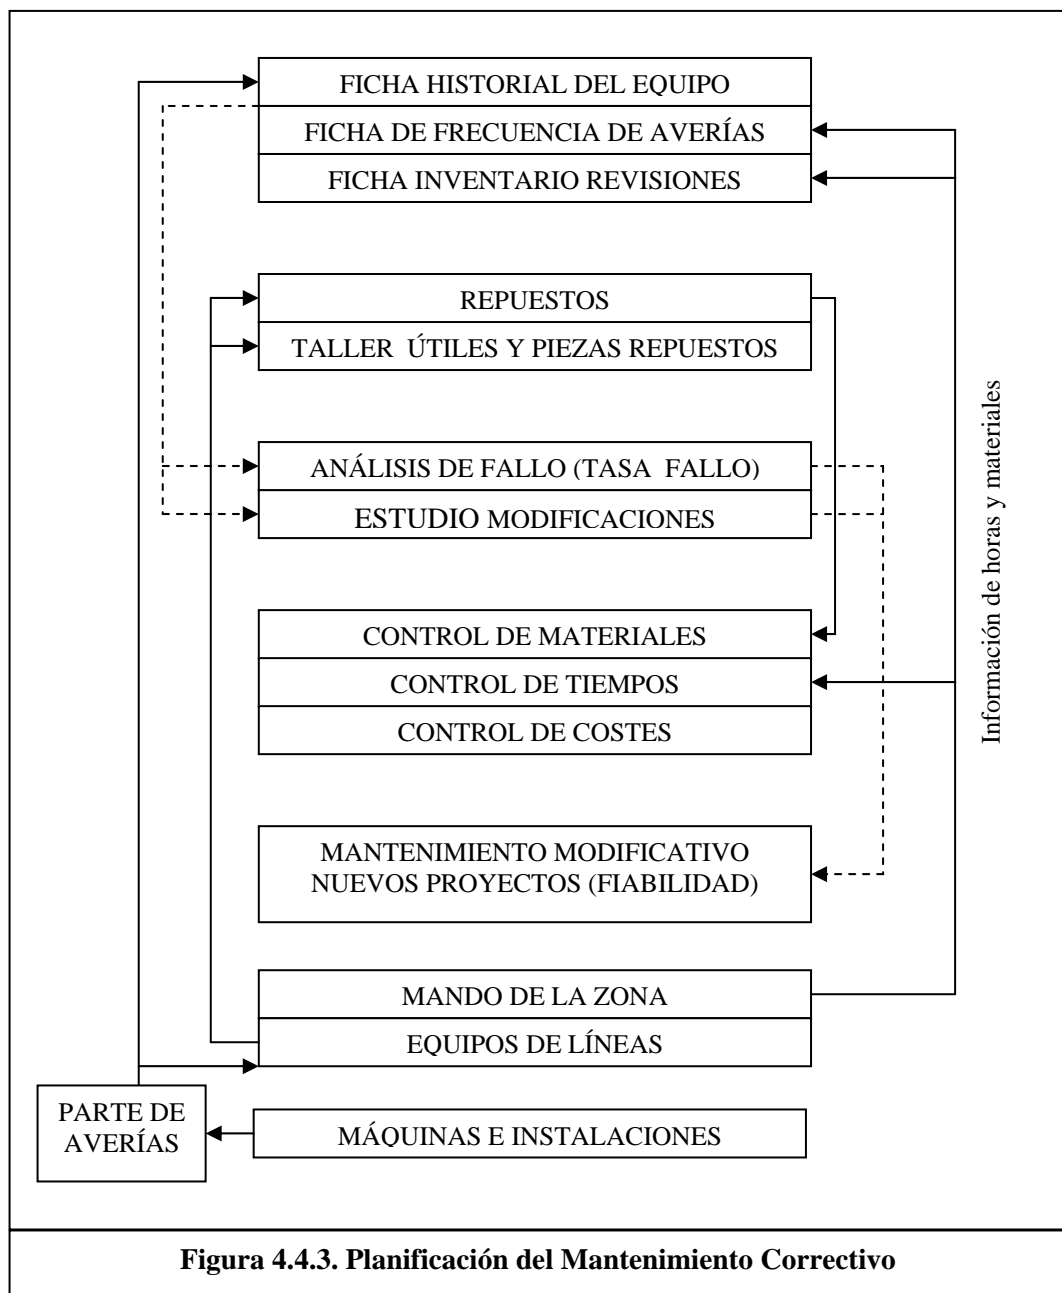 FICHA HISTORIAL DEL EQUIPO
FICHA DE FRECUENCIA DE AVERÍAS
FICHA INVENTARIO REVISIONES
REPUESTOS
TALLER ÚTILES Y PIEZAS REPUESTOS
ANÁLISIS DE FALLO (TASA FALLO)
ESTUDIO MODIFICACIONES
CONTROL DE MATERIALES
CONTROL DE TIEMPOS
CONTROL DE COSTES
Información de horas y materiales
MANTENIMIENTO MODIFICATIVO
NUEVOS PROYECTOS (FIABILIDAD)
MANDO DE LA ZONA
EQUIPOS DE LÍNEAS
PARTE DE
AVERÍAS
MÁQUINAS E INSTALACIONES
Figura 4.4.3. Planificación del Mantenimiento Correctivo